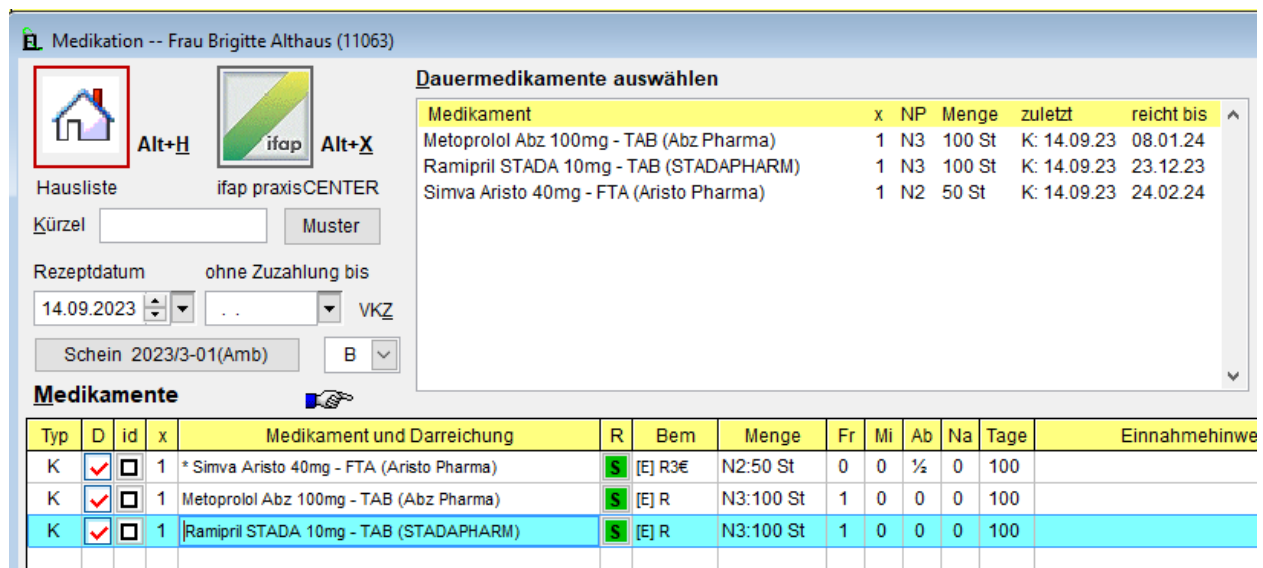 Medikation -- Frau Brigitte Althaus (11063)
Alt+H
ifap
Alt+X
Hausliste
ifap praxisCENTER
Kürzel
Muster
Rezeptdatum
ohne Zuzahlung bis
14.09.2023
. .
VKZ
Schein 2023/3-01(Amb)
B
Dauermedikamente auswählen
Medikament x NP Menge zuletzt reicht bis
Metoprolol Abz 100mg - TAB (Abz Pharma) 1 N3 100 St K: 14.09.23 08.01.24
Ramipril STADA 10mg - TAB (STADAPHARM) 1 N3 100 St K: 14.09.23 23.12.23
Simva Aristo 40mg - FTA (Aristo Pharma) 1 N2 50 St K: 14.09.23 24.02.24
Medikamente
Typ D id x Medikament und Darreichung R Bem Menge Fr Mi Ab Na Tage Einnahmehinwe
K 1 * Simva Aristo 40mg - FTA (Aristo Pharma) S [E] R3€ N2:50 St 0 0 ½ 0 100
K 1 Metoprolol Abz 100mg - TAB (Abz Pharma) S [E] R N3:100 St 1 0 0 0 100
K 1 Ramipril STADA 10mg - TAB (STADAPHARM) S [E] R N3:100 St 1 0 0 0 100